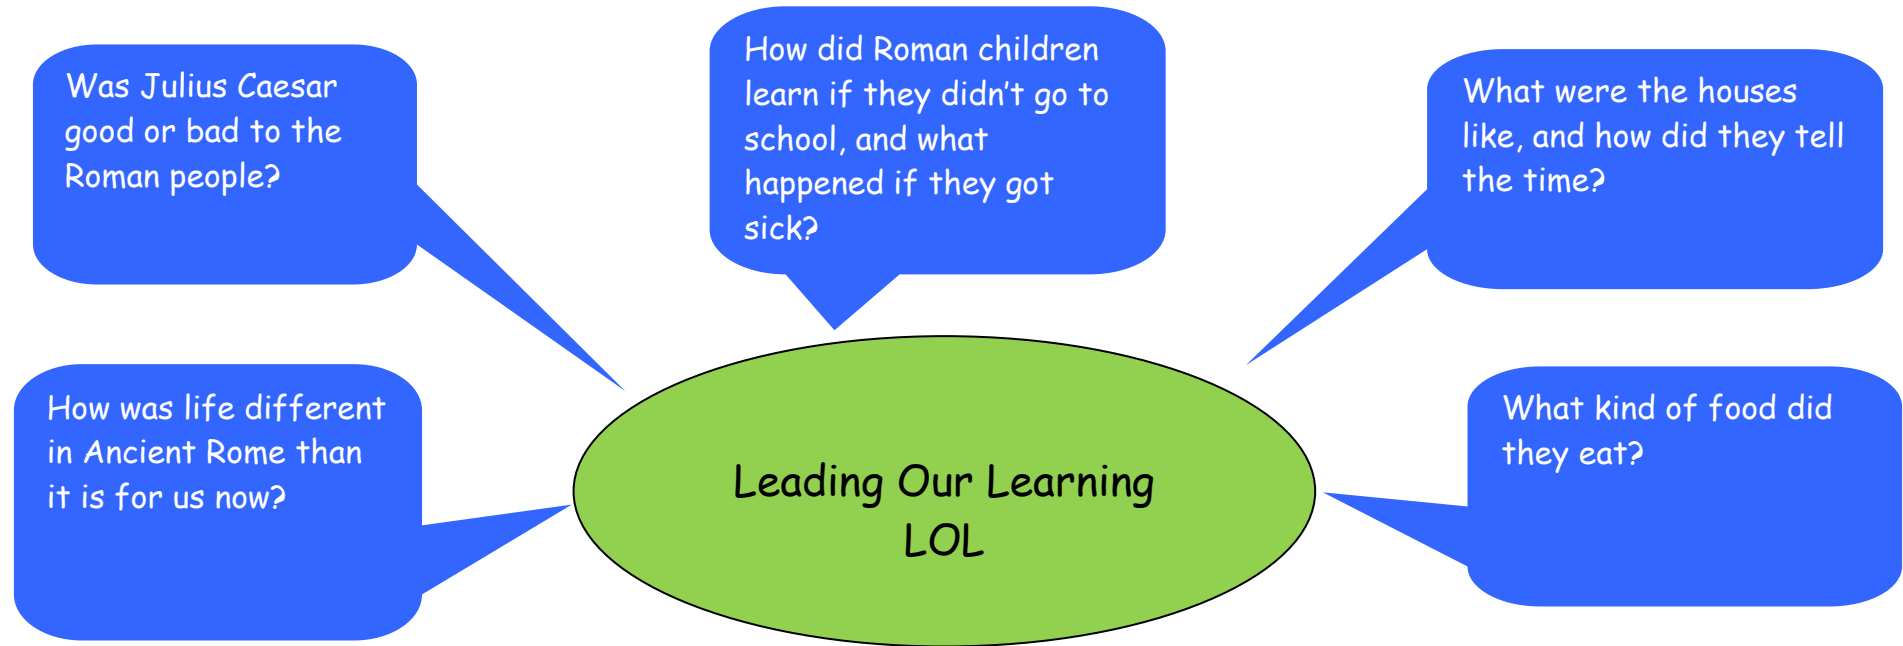 Was Julius Caesar
good or bad to the
Roman people?
How did Roman children
learn if they didn't go to
school, and what
happened if they got
sick?
What were the houses
like, and how did they tell
the time?
How was life different
in Ancient Rome than
it is for us now?
Leading Our Learning
LOL
What kind of food did
they eat?